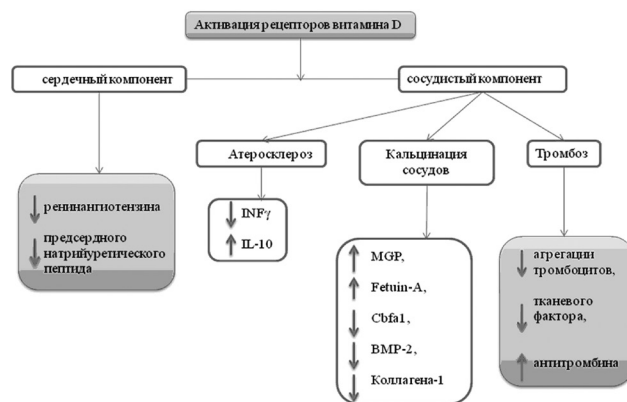 Активация рецепторов витамина D
сердечный компонент
сосудистый компонент
Атеросклероз
Кальцинация
сосудов
Тромбоз
↓ ренинангиотензина
↓ предсердного
натрийуретического
пептида
↓ INFγ
↑ IL-10
↑ MGP,
↑ Fetuin-A,
↓ Cbfa1,
↓ BMP-2,
↓ Коллагена-1
↓ агрегации
тромбоцитов,
↓ тканевого
фактора,
↑ антитромбина